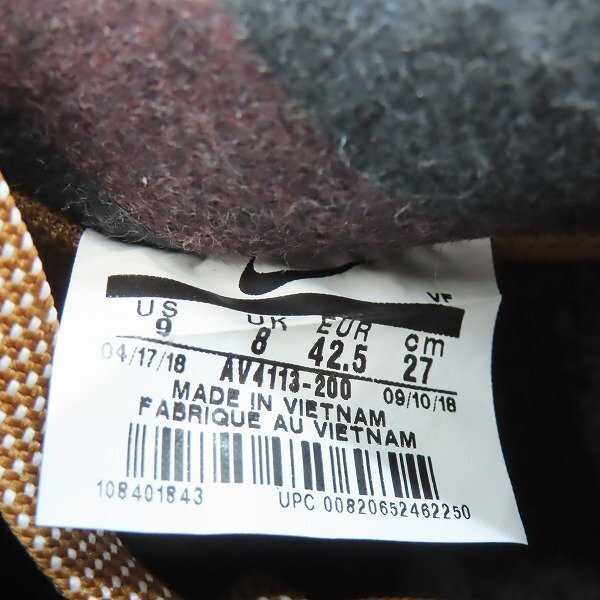 VF
US UK EUR cm
9 8 42.5 27
04/17/18 AV4113-200 09/10/18
MADE IN VIETNAM
FABRIQUE AU VIETNAM
108401843 UPC 00820652462250